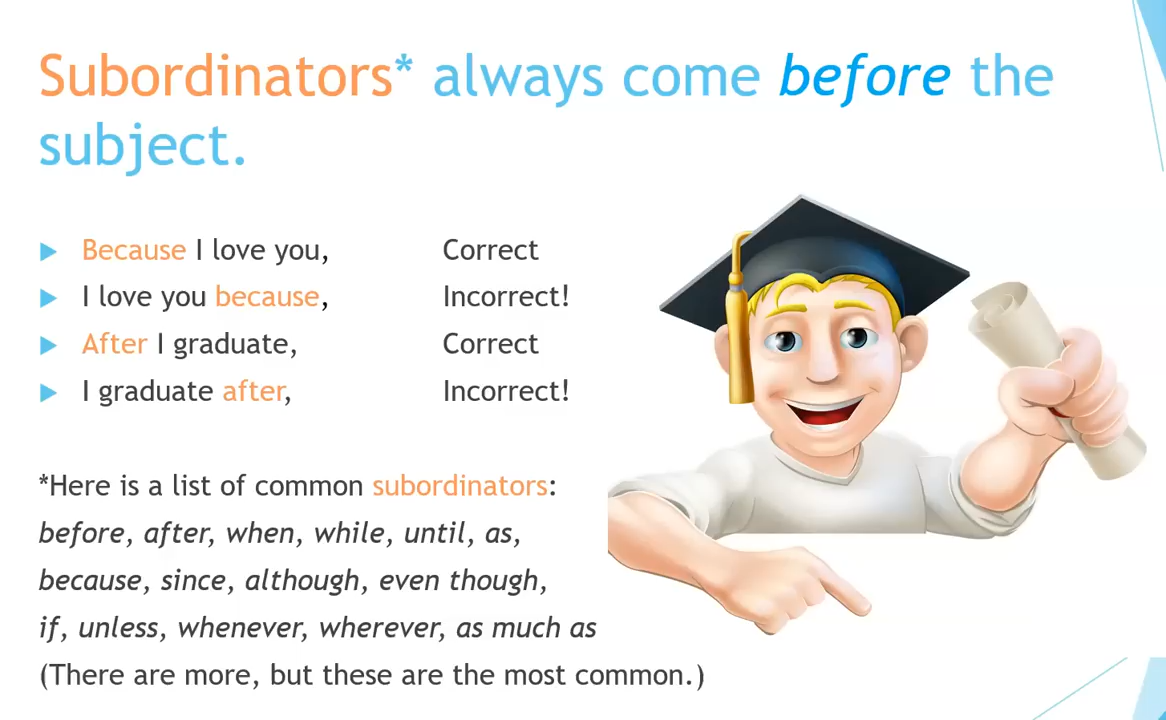 Subordinators* always come before the
subject.
Because I love you, Correct
I love you because, Incorrect!
After I graduate, Correct
I graduate after, Incorrect!
*Here is a list of common subordinators:
before, after, when, while, until, as,
because, since, although, even though,
if, unless, whenever, wherever, as much as
(There are more, but these are the most common.)